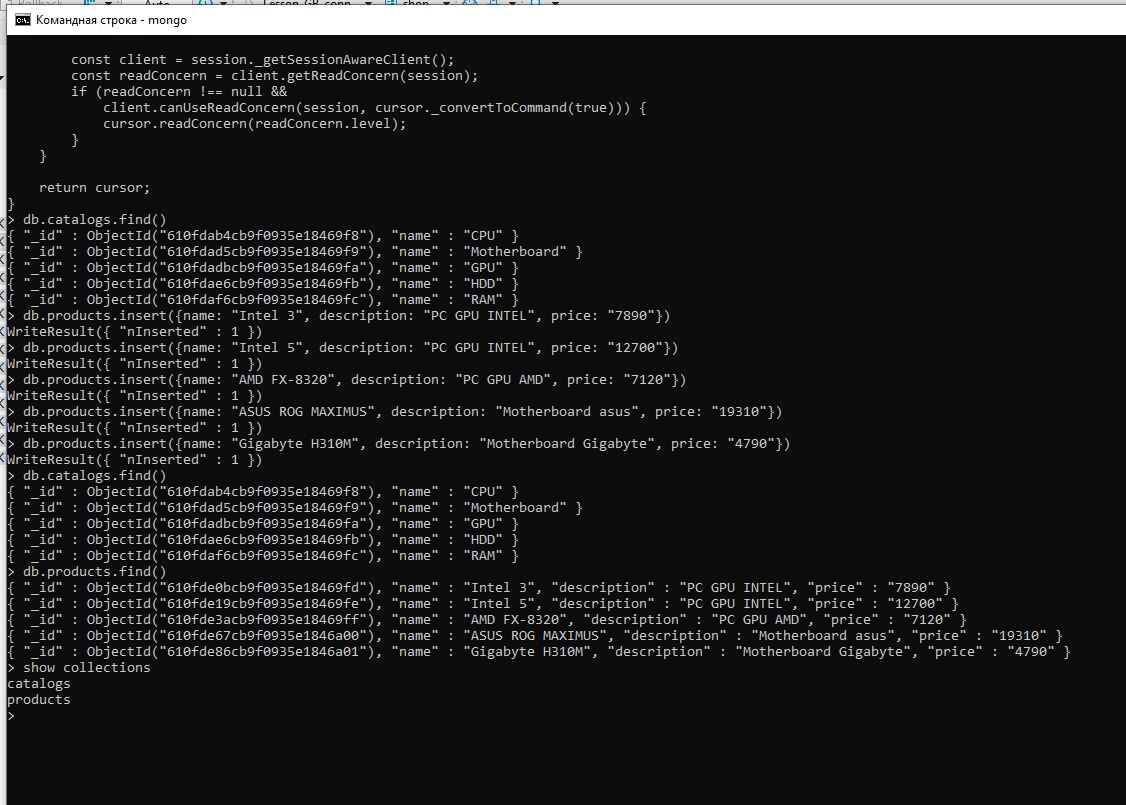 Rollback
Auto
shop
Командная строка - mongo
const client = session._getSessionAwareClient();
const readConcern = client.getReadConcern(session);
if (readConcern !== null &&
client.canUseReadConcern(session, cursor._convertToCommand(true))) {
cursor.readConcern(readConcern.level);
}
}
return cursor;
}
> db.catalogs.find()
{ "_id" : ObjectId("610fdab4cb9f0935e18469f8"), "name" : "CPU" }
{ "_id" : ObjectId("610fdad5cb9f0935e18469f9"), "name" : "Motherboard" }
{ "_id" : ObjectId("610fdadbcb9f0935e18469fa"), "name" : "GPU" }
{ "_id" : ObjectId("610fdae6cb9f0935e18469fb"), "name" : "HDD" }
{ "_id" : ObjectId("610fdaf6cb9f0935e18469fc"), "name" : "RAM" }
> db.products.insert({name: "Intel 3", description: "PC GPU INTEL", price: "7890"})
WriteResult({ "nInserted" : 1 })
> db.products.insert({name: "Intel 5", description: "PC GPU INTEL", price: "12700"})
WriteResult({ "nInserted" : 1 })
> db.products.insert({name: "AMD FX-8320", description: "PC GPU AMD", price: "7120"})
WriteResult({ "nInserted" : 1 })
> db.products.insert({name: "ASUS ROG MAXIMUS", description: "Motherboard asus", price: "19310"})
WriteResult({ "nInserted" : 1 })
> db.products.insert({name: "Gigabyte H310M", description: "Motherboard Gigabyte", price: "4790"})
WriteResult({ "nInserted" : 1 })
> db.catalogs.find()
{ "_id" : ObjectId("610fdab4cb9f0935e18469f8"), "name" : "CPU" }
{ "_id" : ObjectId("610fdad5cb9f0935e18469f9"), "name" : "Motherboard" }
{ "_id" : ObjectId("610fdadbcb9f0935e18469fa"), "name" : "GPU" }
{ "_id" : ObjectId("610fdae6cb9f0935e18469fb"), "name" : "HDD" }
{ "_id" : ObjectId("610fdaf6cb9f0935e18469fc"), "name" : "RAM" }
> db.products.find()
{ "_id" : ObjectId("610fde0bcb9f0935e18469fd"), "name" : "Intel 3", "description" : "PC GPU INTEL", "price" : "7890" }
{ "_id" : ObjectId("610fde19cb9f0935e18469fe"), "name" : "Intel 5", "description" : "PC GPU INTEL", "price" : "12700" }
{ "_id" : ObjectId("610fde3acb9f0935e18469ff"), "name" : "AMD FX-8320", "description" : "PC GPU AMD", "price" : "7120" }
{ "_id" : ObjectId("610fde67cb9f0935e1846a00"), "name" : "ASUS ROG MAXIMUS", "description" : "Motherboard asus", "price" : "19310" }
{ "_id" : ObjectId("610fde86cb9f0935e1846a01"), "name" : "Gigabyte H310M", "description" : "Motherboard Gigabyte", "price" : "4790" }
> show collections
catalogs
products
>